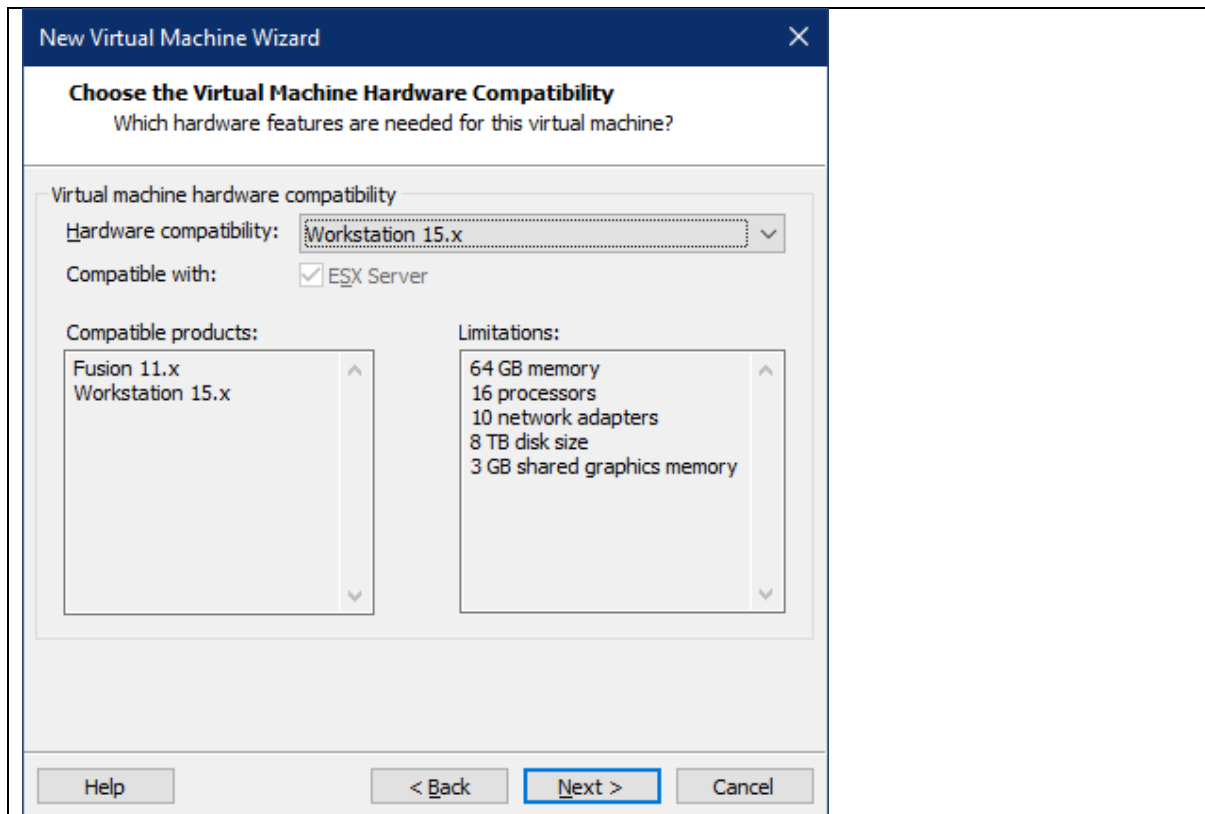 New Virtual Machine Wizard
Choose the Virtual Machine Hardware Compatibility
Which hardware features are needed for this virtual machine?
Virtual machine hardware compatibility
Hardware compatibility: Workstation 15.x
Compatible with: ESX Server
Compatible products:
Fusion 11.x
Workstation 15.x
Limitations:
64 GB memory
16 processors
10 network adapters
8 TB disk size
3 GB shared graphics memory
Help < Back Next > Cancel